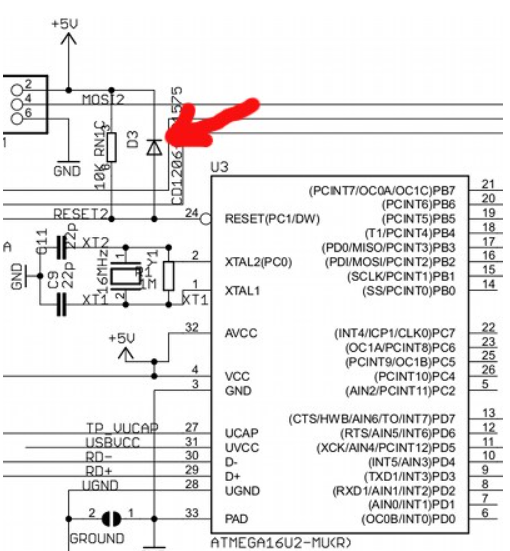 +5V
2
4
6
1
MOSI2
GND
10K RN1C
3
6
D3
CD1206
1575
U3
RESET2
24
RESET(PC1/DW)
(PCINT7/OC0A/OC1C)PB7 21
(PCINT6)PB6 20
(PCINT5)PB5 19
(T1/PCINT4)PB4 18
(PD0/MISO/PCINT3)PB3 17
(PDI/MOSI/PCINT2)PB2 16
(SCLK/PCINT1)PB1 15
(SS/PCINT0)PB0 14
A
C11
22p
XT2
GND
C9
22p
XT1
16MHz
1
2
Y1
R1
1M
XT1
2 XTAL2(PC0)
1 XTAL1
+5V
32 AVCC
4 VCC
3 GND
(INT4/ICP1/CLK0)PC7 22
(OC1A/PCINT8)PC6 23
(PCINT9/OC1B)PC5 25
(PCINT10)PC4 26
(AIN2/PCINT11)PC2 5
TP_VUCAP 27 UCAP
USBVCC 31 UVCC
RD- 30 D-
RD+ 29 D+
UGND 28 UGND
33 PAD
(CTS/HWB/AIN6/TO/INT7)PD7 13
(RTS/AIN5/INT6)PD6 12
(XCK/AIN4/PCINT12)PD5 11
(INT5/AIN3)PD4 10
(TXD1/INT3)PD3 9
(RXD1/AIN1/INT2)PD2 8
(AIN0/INT1)PD1 7
(OC0B/INT0)PD0 6
2 1
GROUND
ATMEGA16U2-MU(R)